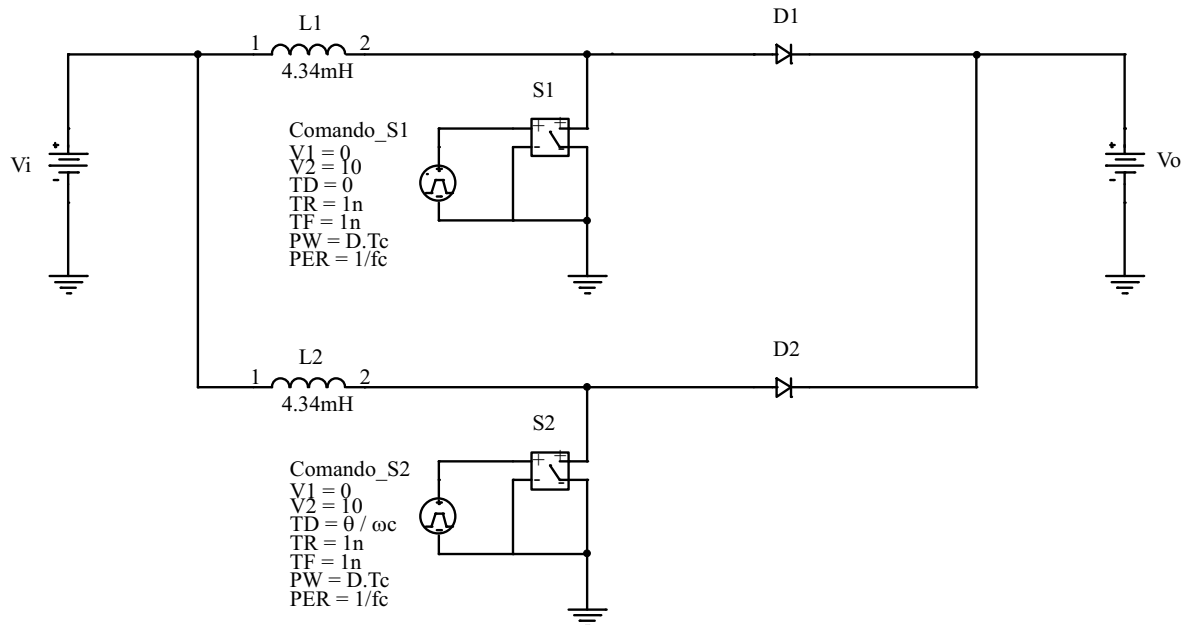 L1
D1
1 2
4.34mH
S1
Comando_S1
V1 = 0
V2 = 10
TD = 0
TR = 1n
TF = 1n
PW = D.Tc
PER = 1/fc
Vi
Vo
L2
D2
1 2
4.34mH
S2
Comando_S2
V1 = 0
V2 = 10
TD = θ / ωc
TR = 1n
TF = 1n
PW = D.Tc
PER = 1/fc